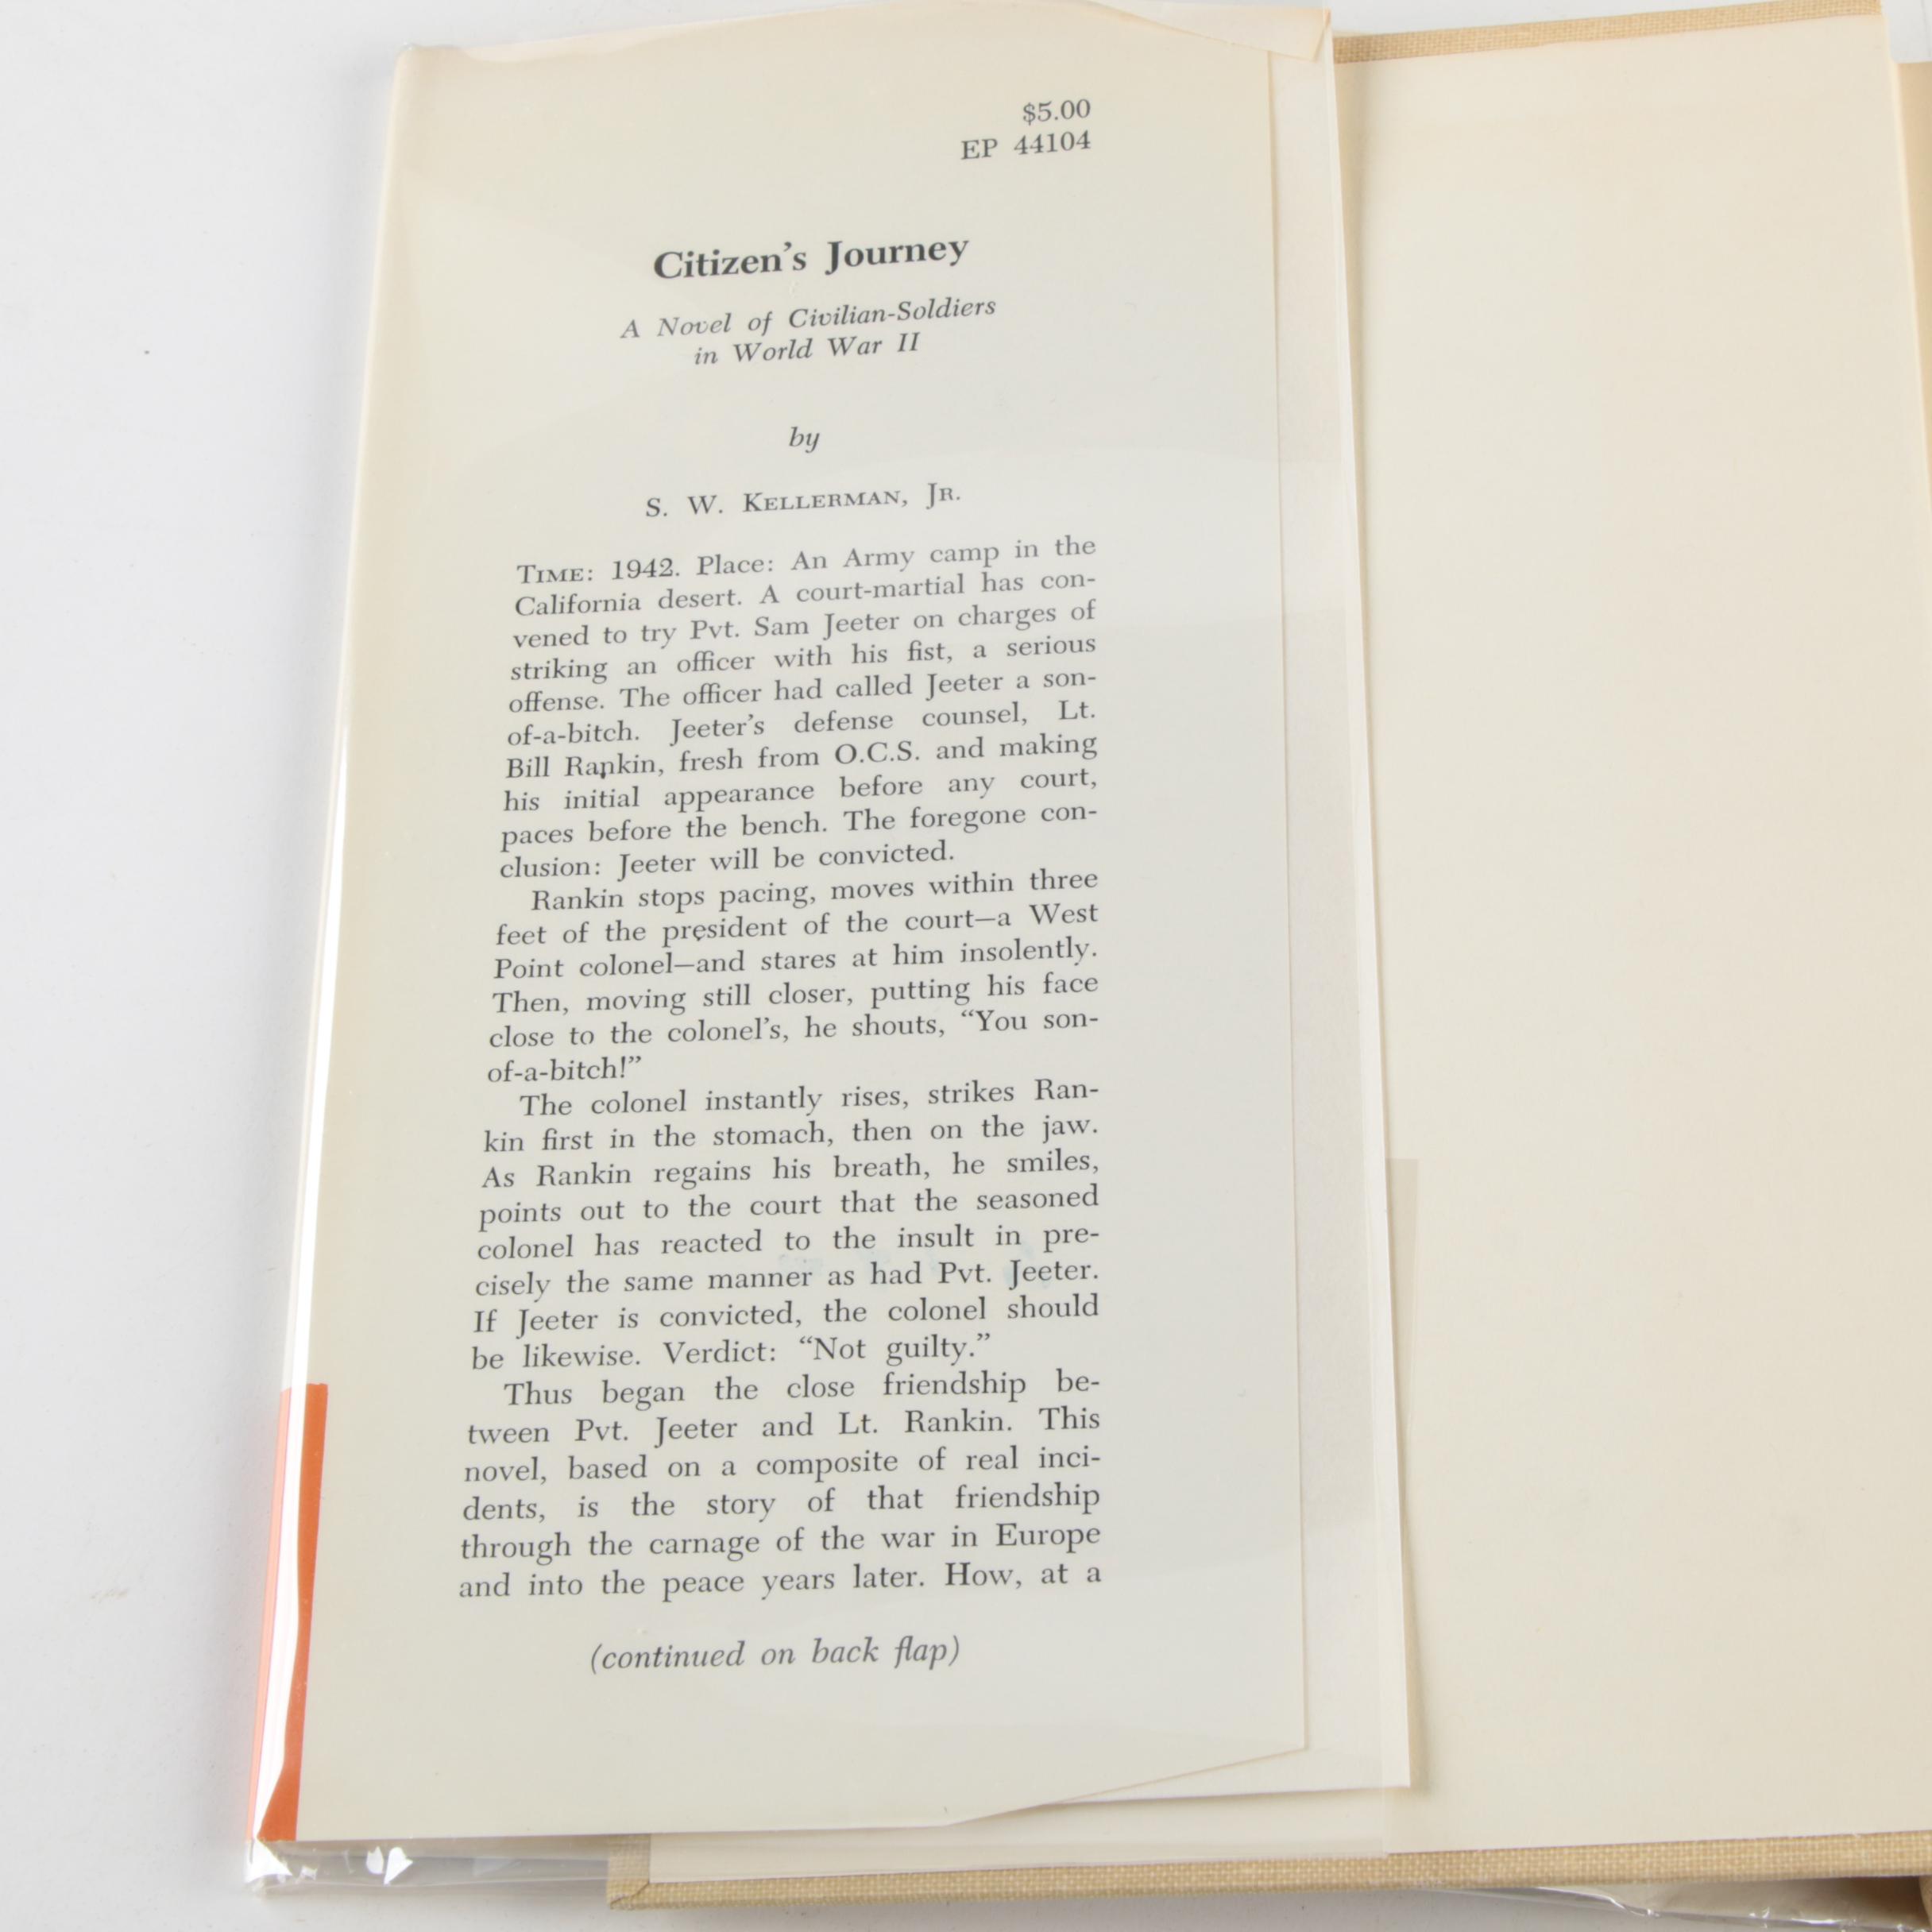 $5.00
EP 44104
Citizen's Journey
A Novel of Civilian-Soldiers
in World War II
by
S. W. KELLERMAN, JR.
TIME: 1942. Place: An Army camp in the
California desert. A court-martial has con-
vened to try Pvt. Sam Jeeter on charges of
striking an officer with his fist, a serious
offense. The officer had called Jeeter a son-
of-a-bitch. Jeeter's defense counsel, Lt.
Bill Rankin, fresh from O.C.S. and making
his initial appearance before any court,
paces before the bench. The foregone con-
clusion: Jeeter will be convicted.
Rankin stops pacing, moves within three
feet of the president of the court—a West
Point colonel—and stares at him insolently.
Then, moving still closer, putting his face
close to the colonel's, he shouts, “You son-
of-a-bitch!”
The colonel instantly rises, strikes Ran-
kin first in the stomach, then on the jaw.
As Rankin regains his breath, he smiles,
points out to the court that the seasoned
colonel has reacted to the insult in pre-
cisely the same manner as had Pvt. Jeeter.
If Jeeter is convicted, the colonel should
be likewise. Verdict: “Not guilty.”
Thus began the close friendship be-
tween Pvt. Jeeter and Lt. Rankin. This
novel, based on a composite of real inci-
dents, is the story of that friendship
through the carnage of the war in Europe
and into the peace years later. How, at a
(continued on back flap)